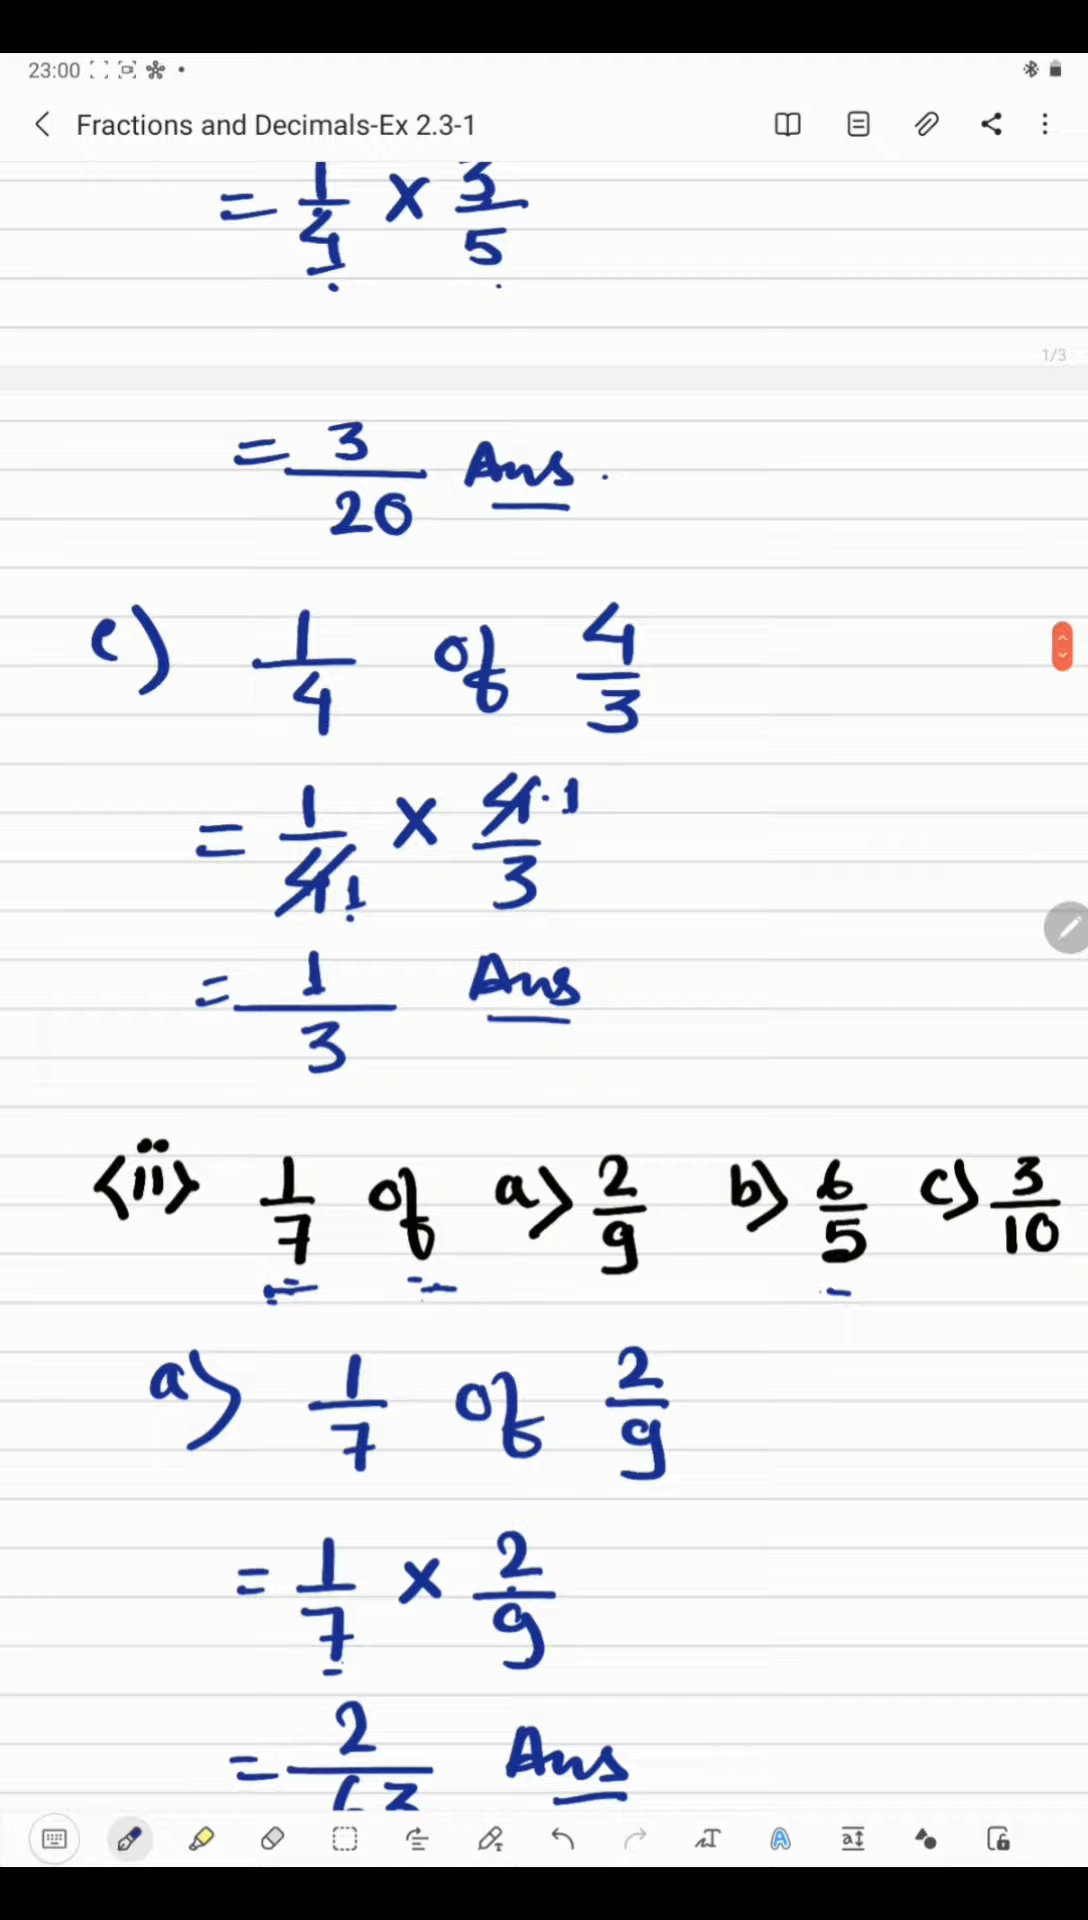 23:00
Fractions and Decimals-Ex 2.3-1
= 1/4 × 3/5
1/3
= 3/20 Ans.
c) 1/4 of 4/3
= 1/4 1 × 4 1/3
= 1/3 Ans
<ii> 1/7 of a) 2/9 b) 6/5 c) 3/10
a) 1/7 of 2/9
= 1/7 × 2/9
= 2/63 Ans